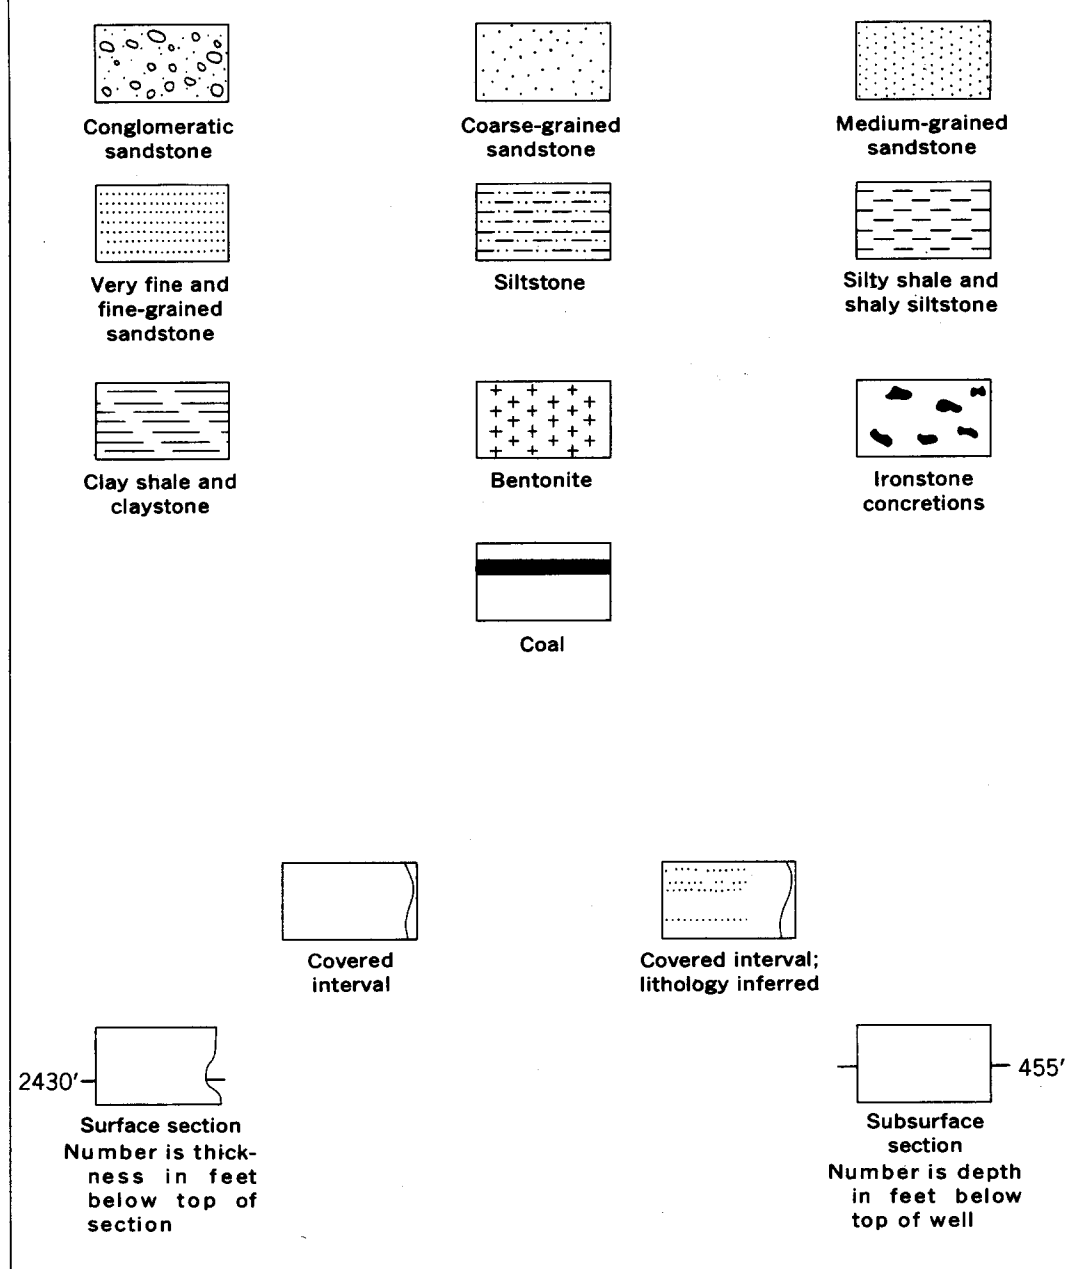 Conglomeratic
sandstone
Coarse-grained
sandstone
Medium-grained
sandstone
Very fine and
fine-grained
sandstone
Siltstone
Silty shale and
shaly siltstone
Clay shale and
claystone
Bentonite
Ironstone
concretions
Coal
Covered
interval
Covered interval;
lithology inferred
2430'
Surface section
Number is thick-
ness in feet
below top of
section
455'
Subsurface
section
Number is depth
in feet below
top of well